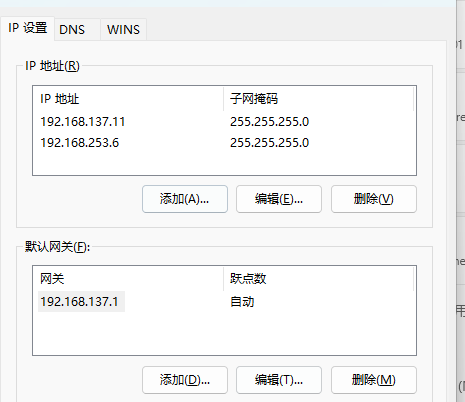 IP 设置 DNS WINS
IP 地址(R)
IP 地址 子网掩码
192.168.137.11 255.255.255.0
192.168.253.6 255.255.255.0
添加(A)... 编辑(E)... 删除(V)
默认网关(F):
网关 跃点数
192.168.137.1 自动
添加(D)... 编辑(T)... 删除(M)